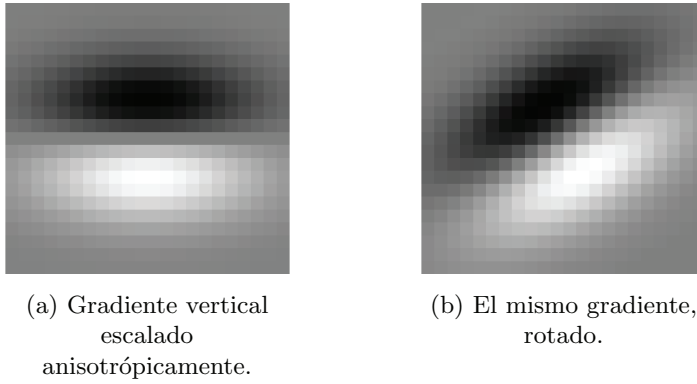 (a) Gradiente vertical
escalado
anisotrópicamente.
(b) El mismo gradiente,
rotado.